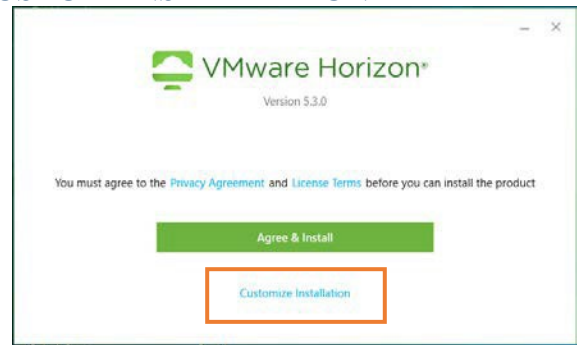 VMware Horizon®
Version 5.3.0
You must agree to the Privacy Agreement and License Terms before you can install the product
Agree & Install
Customize Installation